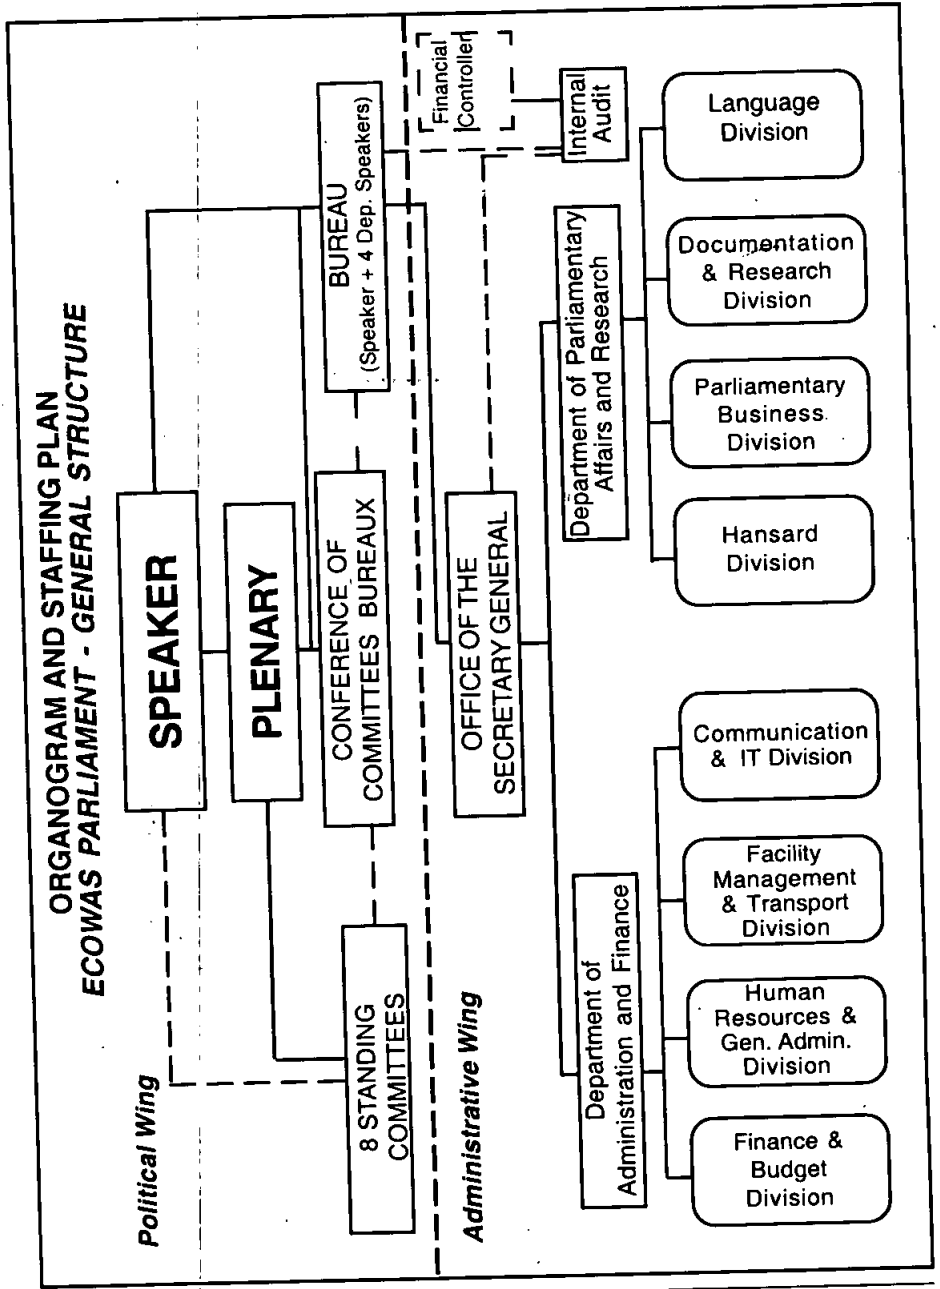 ORGANOGRAM AND STAFFING PLAN
ECOWAS PARLIAMENT - GENERAL STRUCTURE
Political Wing
SPEAKER
PLENARY
8 STANDING
COMMITTEES
CONFERENCE OF
COMMITTEES BUREAUX
BUREAU
(Speaker + 4 Dep. Speakers)
Administrative Wing
OFFICE OF THE
SECRETARY GENERAL
Financial
Controller
Internal
Audit
Department of
Administration and Finance
Department of Parliamentary
Affairs and Research
Finance &
Budget
Division
Human
Resources &
Gen. Admin.
Division
Facility
Management
& Transport
Division
Communication
& IT Division
Hansard
Division
Parliamentary
Business
Division
Documentation
& Research
Division
Language
Division